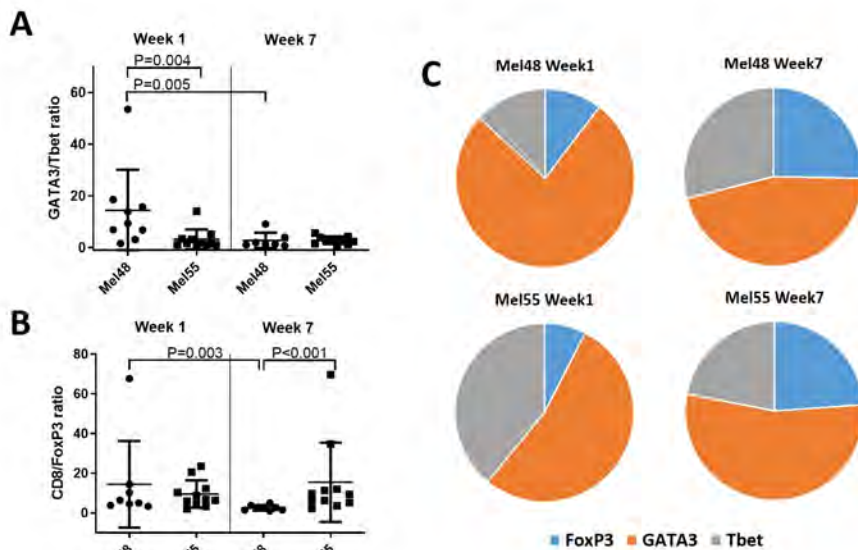 A
Week 1
Week 7
P=0.004
P=0.005
GATA3/Tbet ratio
60
40
20
0
Mel48
Mel55
Mel48
Mel55
B
Week 1
Week 7
P=0.003
P<0.001
CD8/FoxP3 ratio
80
60
40
20
0
C
Mel48 Week1
Mel48 Week7
Mel55 Week1
Mel55 Week7
FoxP3 GATA3 Tbet